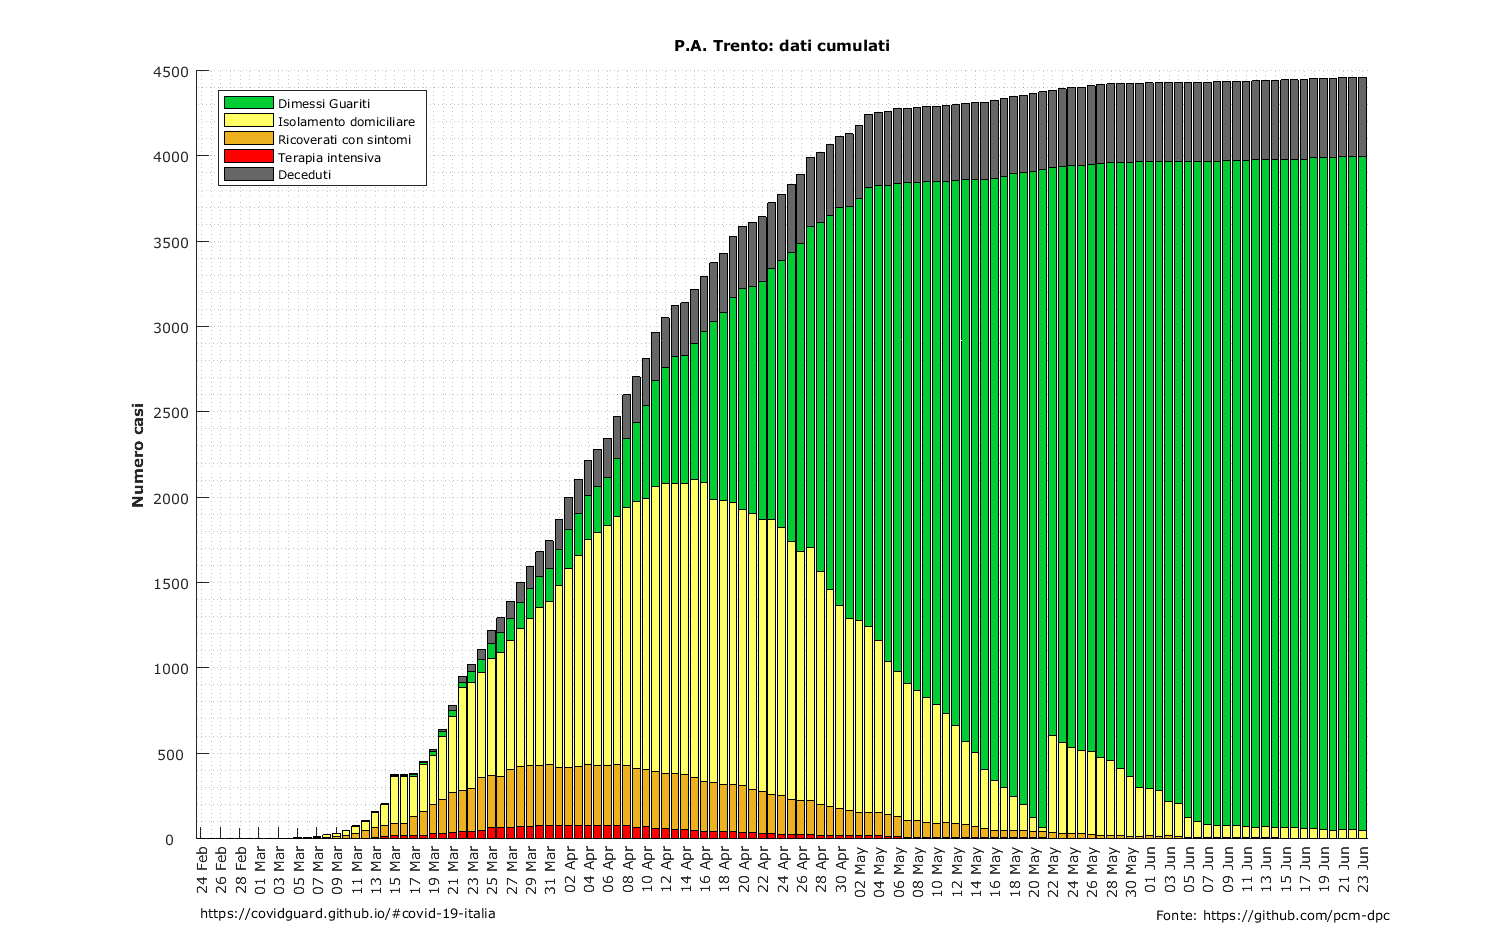 P.A. Trento: dati cumulati
Dimessi Guariti
Isolamento domiciliare
Ricoverati con sintomi
Terapia intensiva
Deceduti
Numero casi
4500
4000
3500
3000
2500
2000
1500
1000
500
0
24 Feb
26 Feb
28 Feb
01 Mar
03 Mar
05 Mar
07 Mar
09 Mar
11 Mar
13 Mar
15 Mar
17 Mar
19 Mar
21 Mar
23 Mar
25 Mar
27 Mar
29 Mar
31 Mar
02 Apr
04 Apr
06 Apr
08 Apr
10 Apr
12 Apr
14 Apr
16 Apr
18 Apr
20 Apr
22 Apr
24 Apr
26 Apr
28 Apr
30 Apr
02 May
04 May
06 May
08 May
10 May
12 May
14 May
16 May
18 May
20 May
22 May
24 May
26 May
28 May
30 May
01 Jun
03 Jun
05 Jun
07 Jun
09 Jun
11 Jun
13 Jun
15 Jun
17 Jun
19 Jun
21 Jun
23 Jun
https://covidguard.github.io/#covid-19-italia
Fonte: https://github.com/pcm-dpc